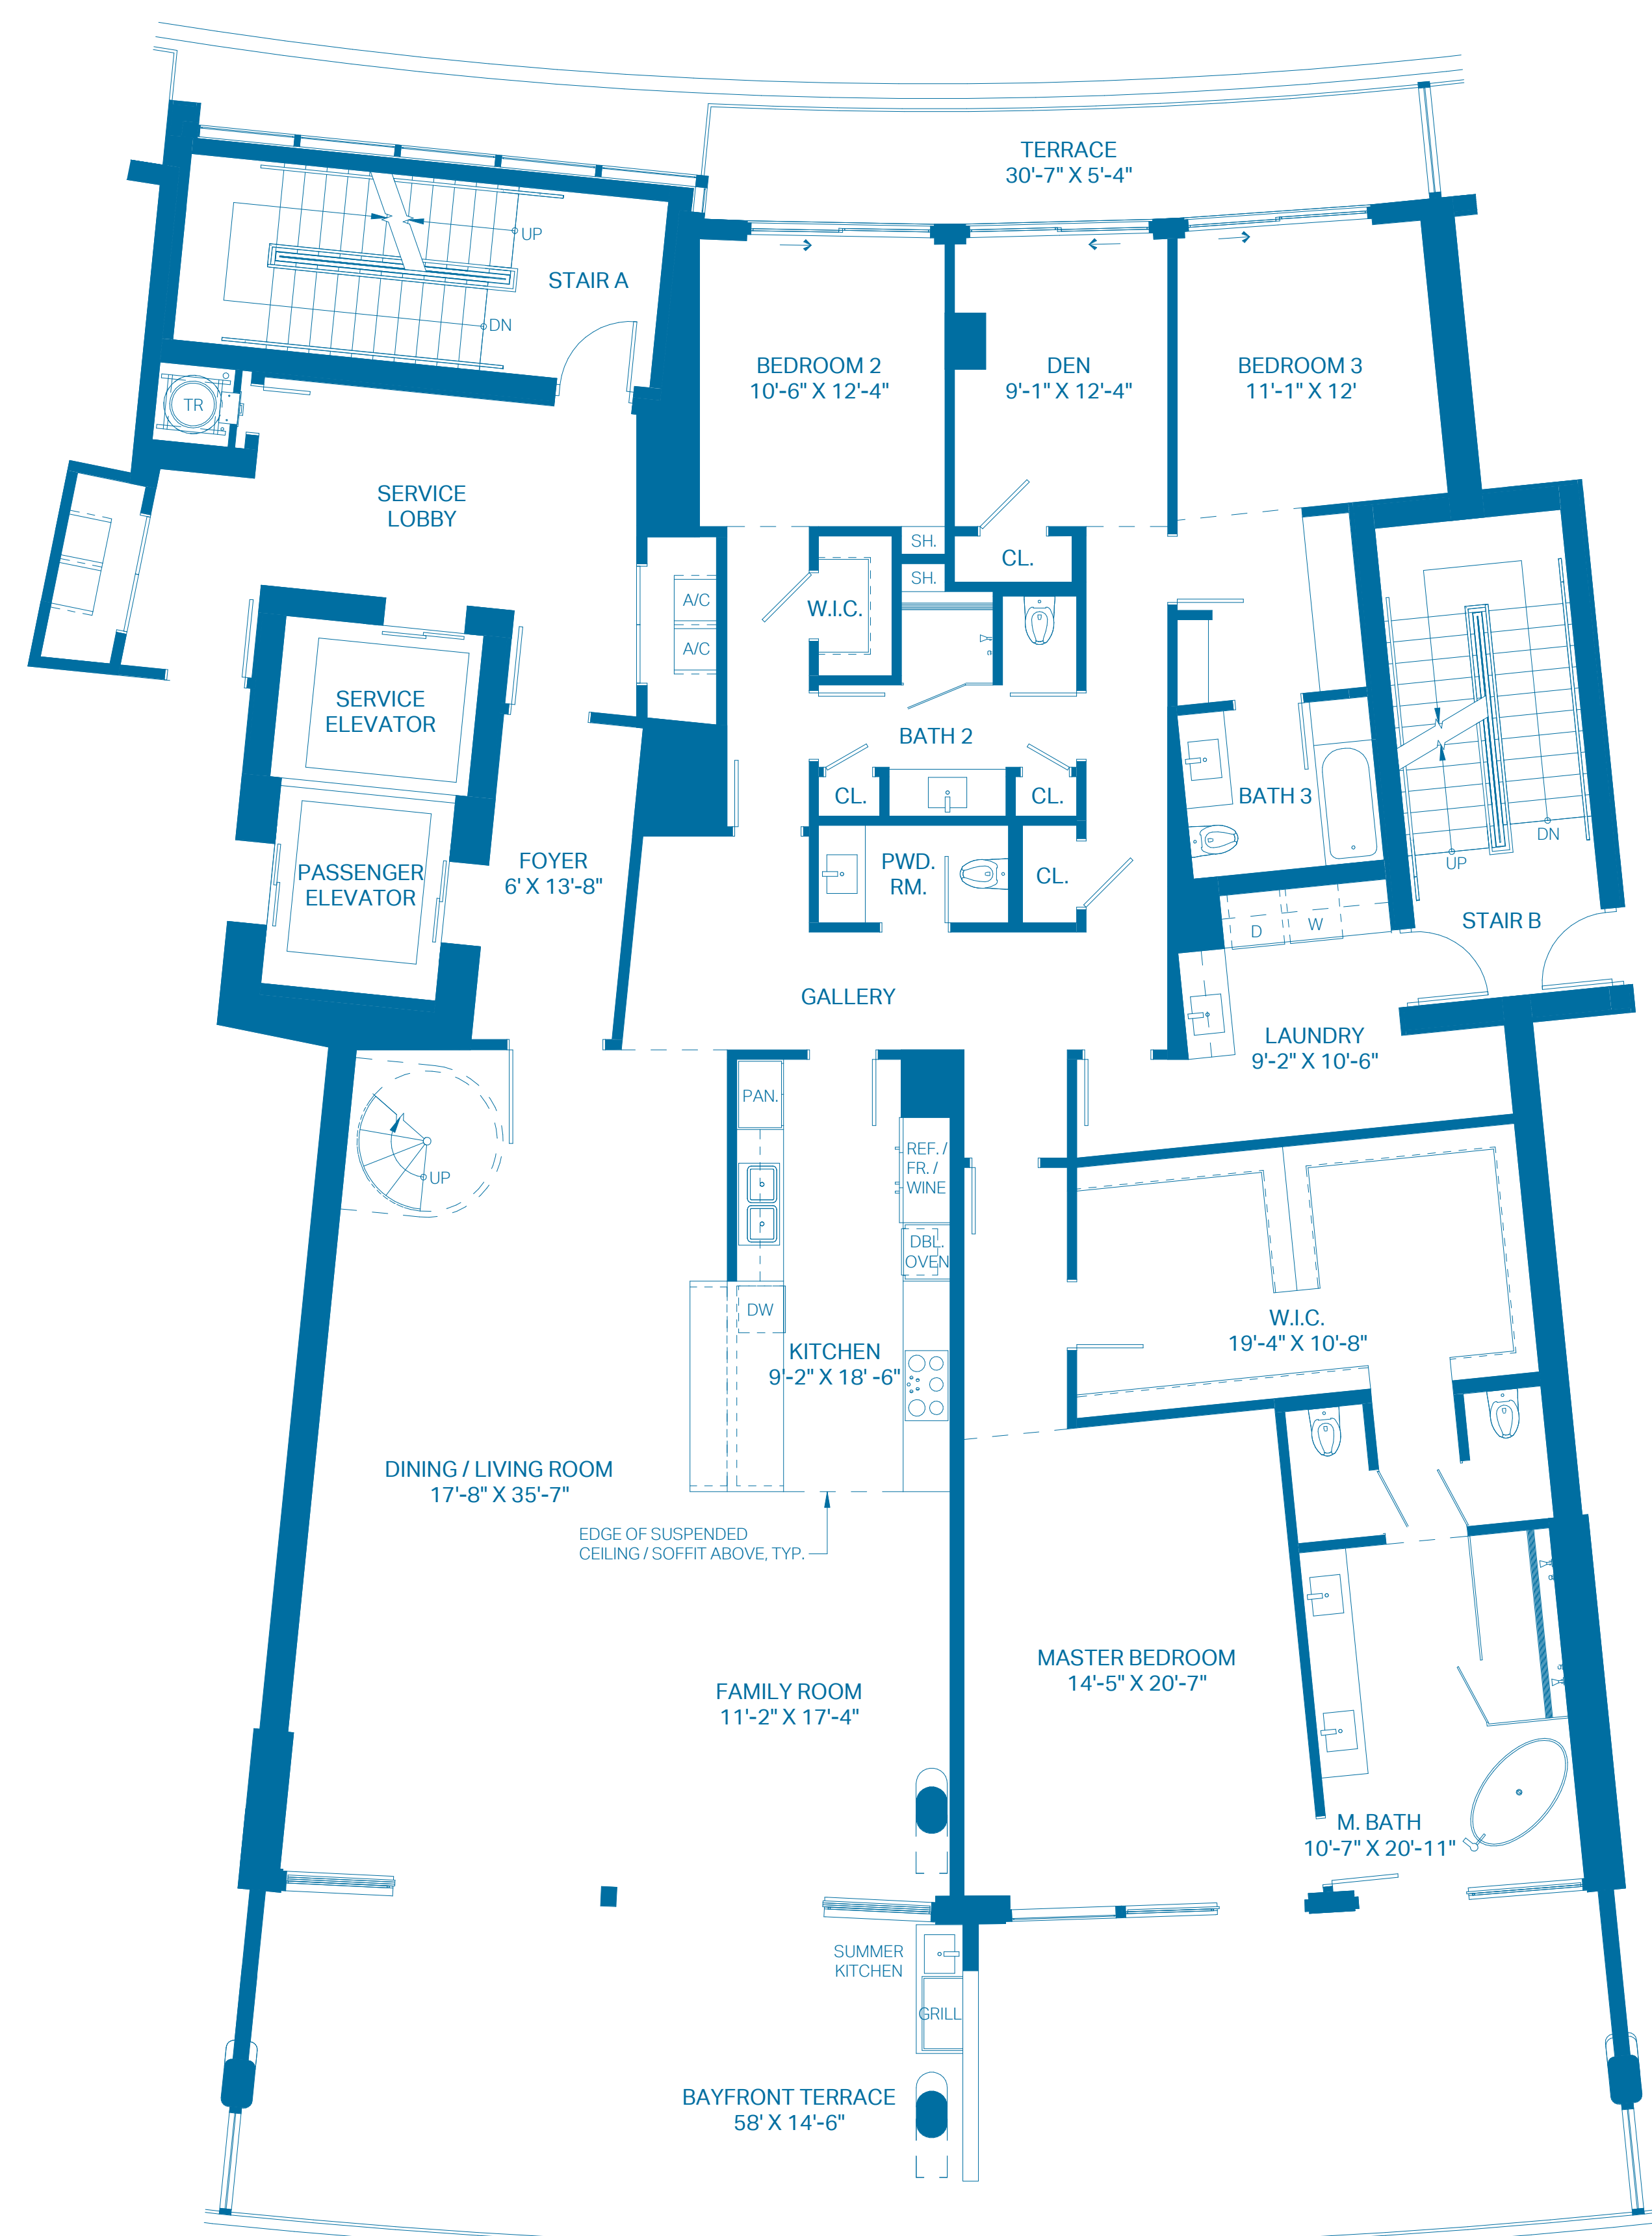 TERRACE
30'-7" X 5'-4"
UP
STAIR A
DN
BEDROOM 2
10'-6" X 12'-4"
DEN
9'-1" X 12'-4"
BEDROOM 3
11'-1" X 12'
TR
SERVICE
LOBBY
SH.
CL.
SH.
A/C
W.I.C.
A/C
SERVICE
ELEVATOR
BATH 2
CL.
CL.
BATH 3
DN
UP
PASSENGER
ELEVATOR
FOYER
6' X 13'-8"
PWD.
RM.
CL.
STAIR B
D
W
GALLERY
LAUNDRY
9'-2" X 10'-6"
PAN.
REF. /
FR. /
WINE
UP
DBL.
OVEN
DW
W.I.C.
19'-4" X 10'-8"
KITCHEN
9'-2" X 18' -6"
DINING / LIVING ROOM
17'-8" X 35'-7"
EDGE OF SUSPENDED
CEILING / SOFFIT ABOVE, TYP.
MASTER BEDROOM
14'-5" X 20'-7"
FAMILY ROOM
11'-2" X 17'-4"
M. BATH
10'-7" X 20'-11"
SUMMER
KITCHEN
GRILL
BAYFRONT TERRACE
58' X 14'-6"